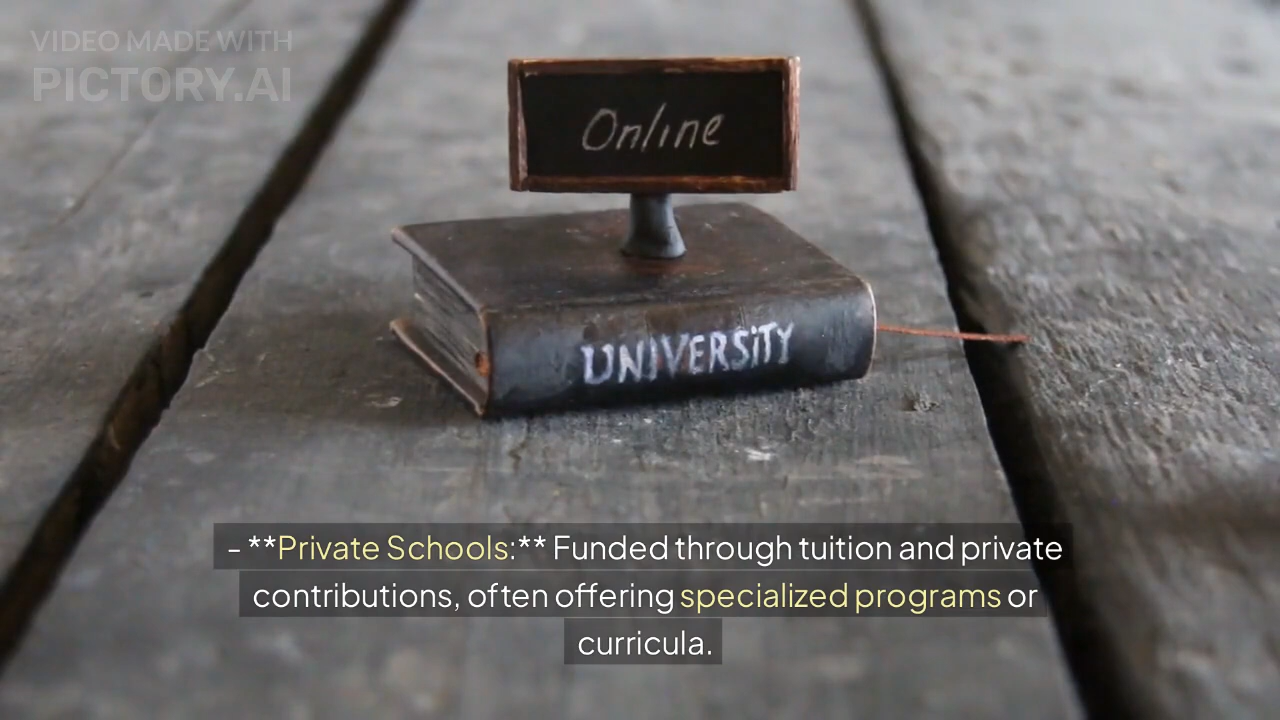 VIDEO MADE WITH
PICTORY.AI
Online
UNIVERSITY
- **Private Schools:** Funded through tuition and private
contributions, often offering specialized programs or
curricula.